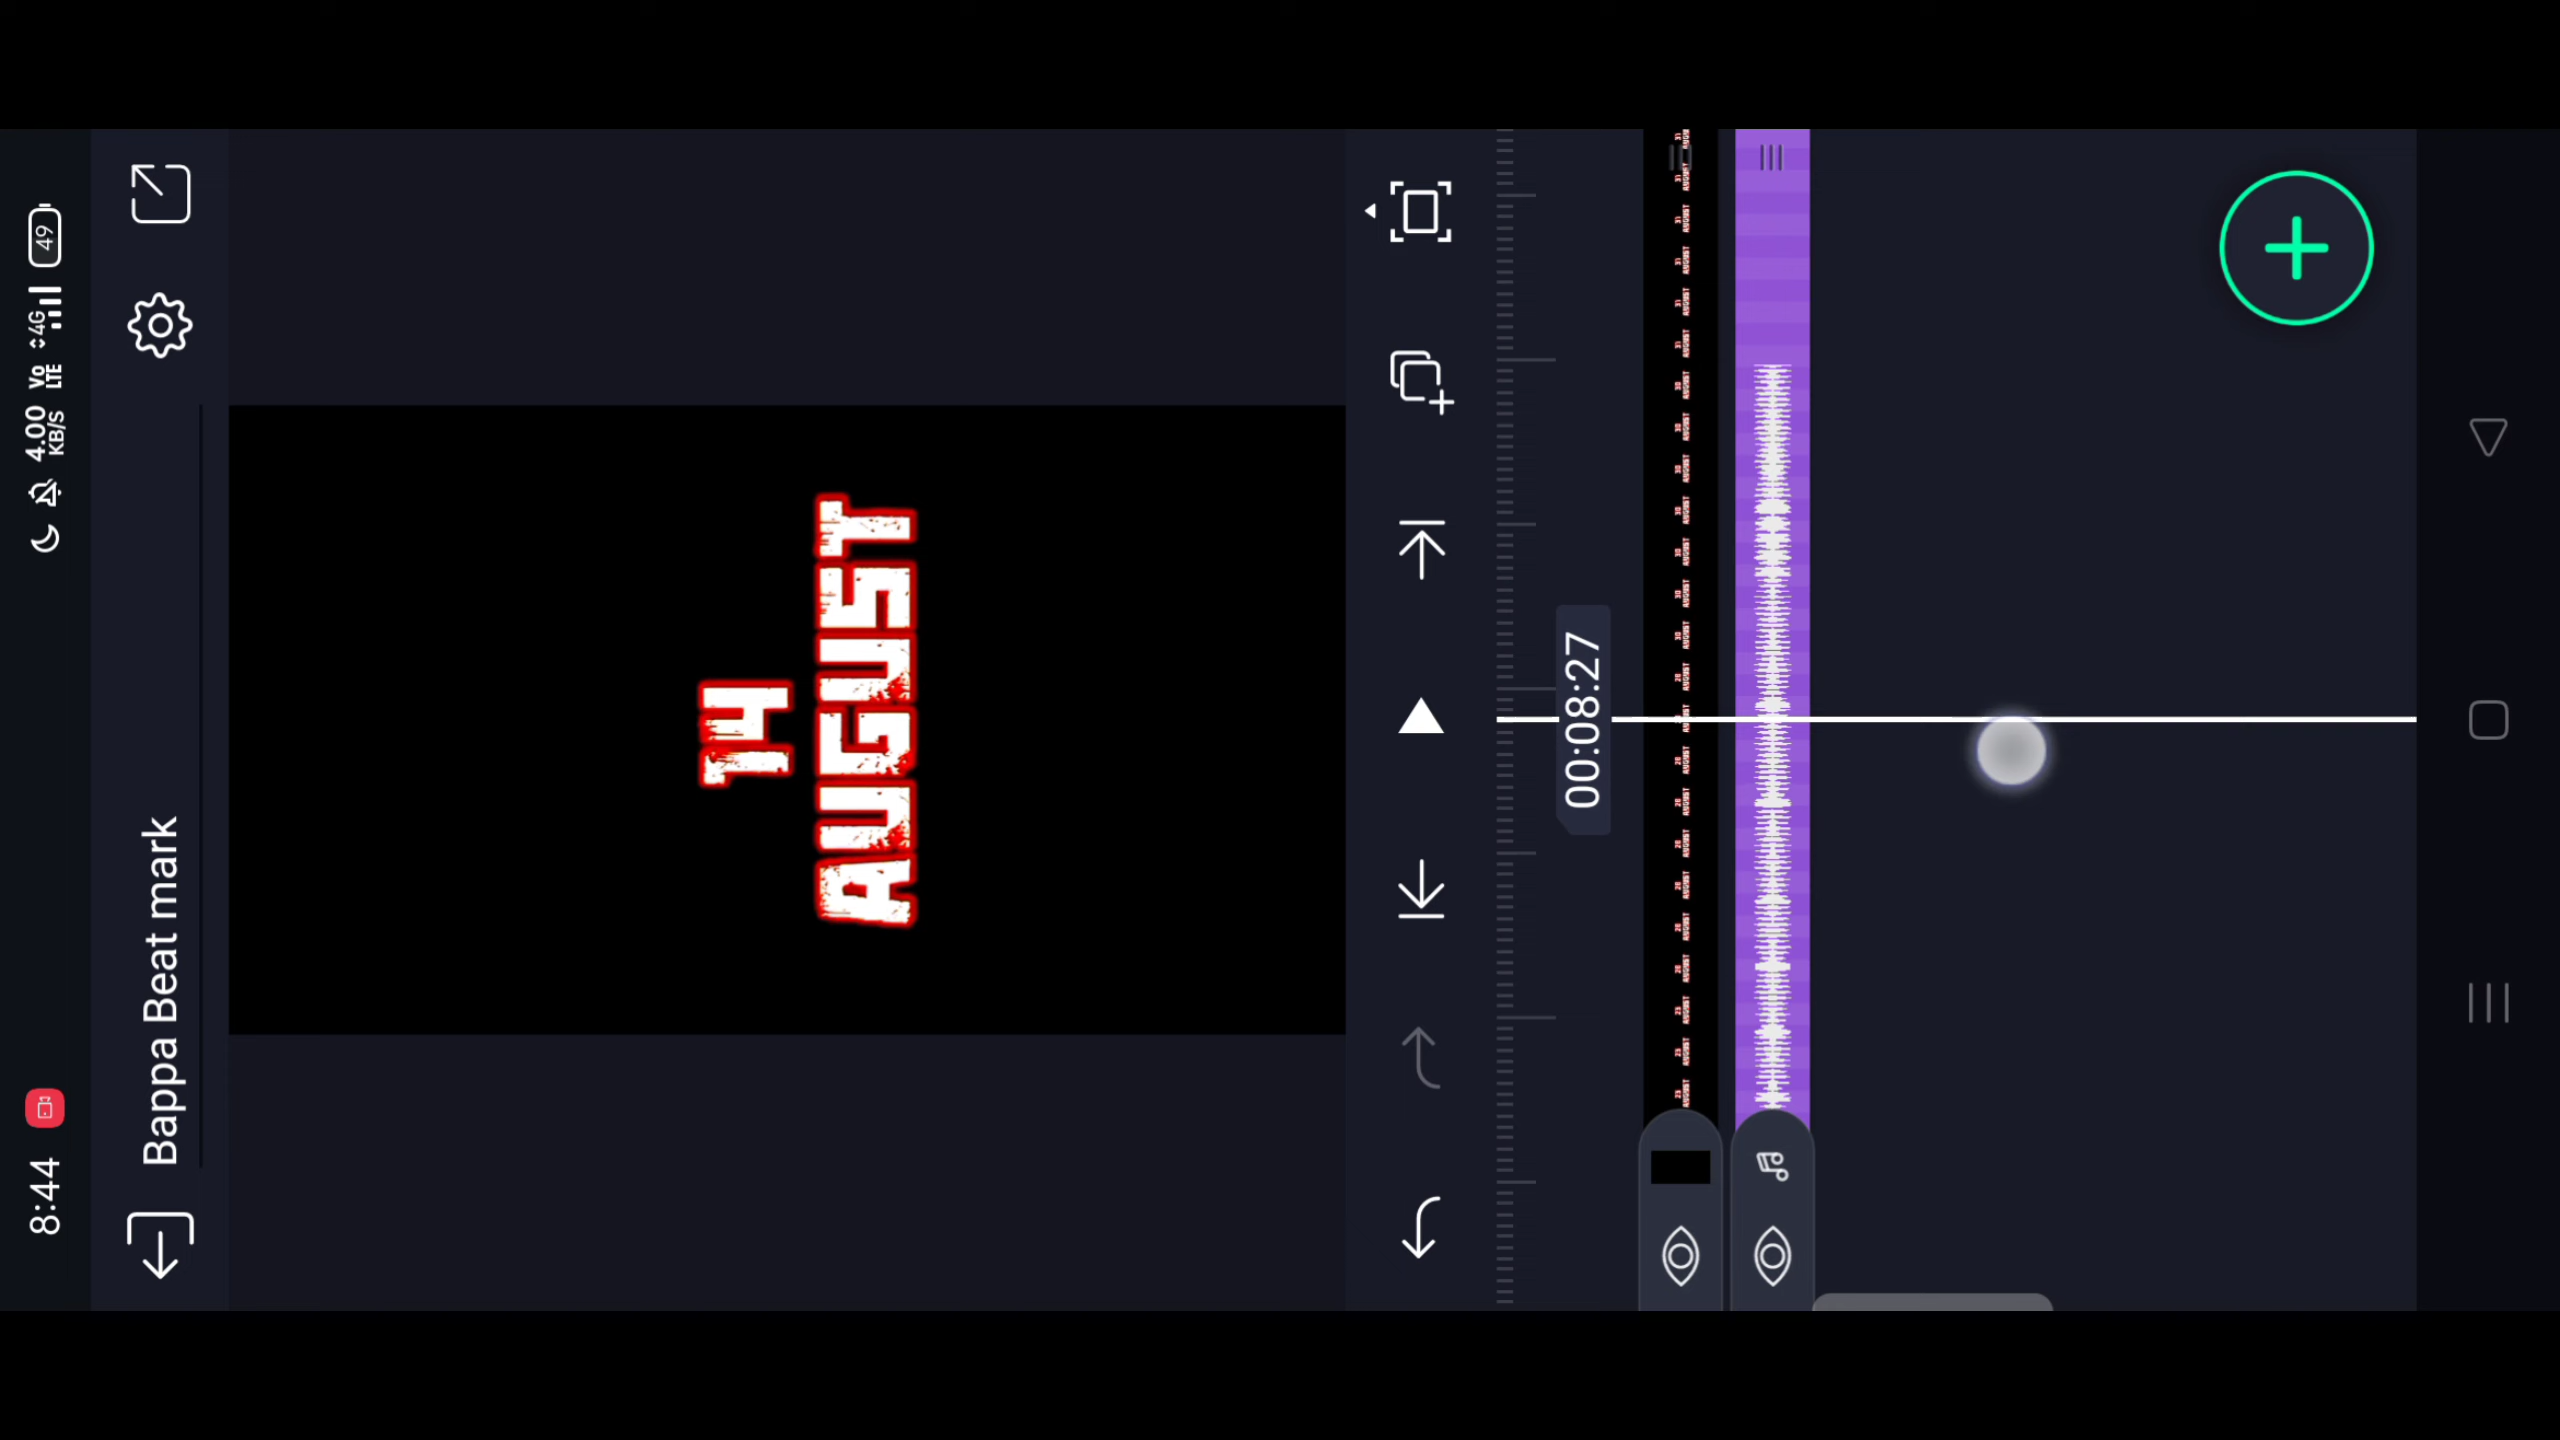 8:44
4.00 KB/S
Vo LTE
4G
49
Bappa Beat mark
14
AUGUST
00:08:27